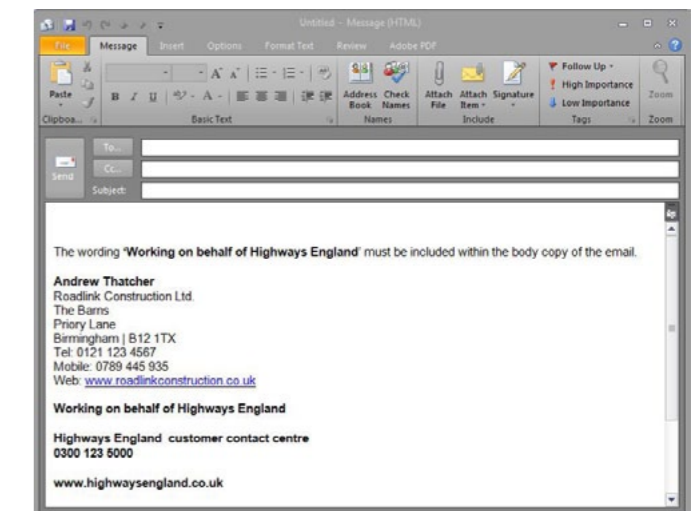 Untitled - Message (HTML)
File Message Insert Options Format Text Review Adobe PDF
Paste
B I U
Address Book
Check Names
Attach File
Attach Item
Signature
Follow Up
High Importance
Low Importance
Zoom
Clipboa... Basic Text Names Include Tags Zoom
Send
To...
Cc...
Subject:
The wording 'Working on behalf of Highways England' must be included within the body copy of the email.
Andrew Thatcher
Roadlink Construction Ltd.
The Barns
Priory Lane
Birmingham | B12 1TX
Tel: 0121 123 4567
Mobile: 0789 445 935
Web: www.roadlinkconstruction.co.uk
Working on behalf of Highways England
Highways England customer contact centre
0300 123 5000
www.highwaysengland.co.uk